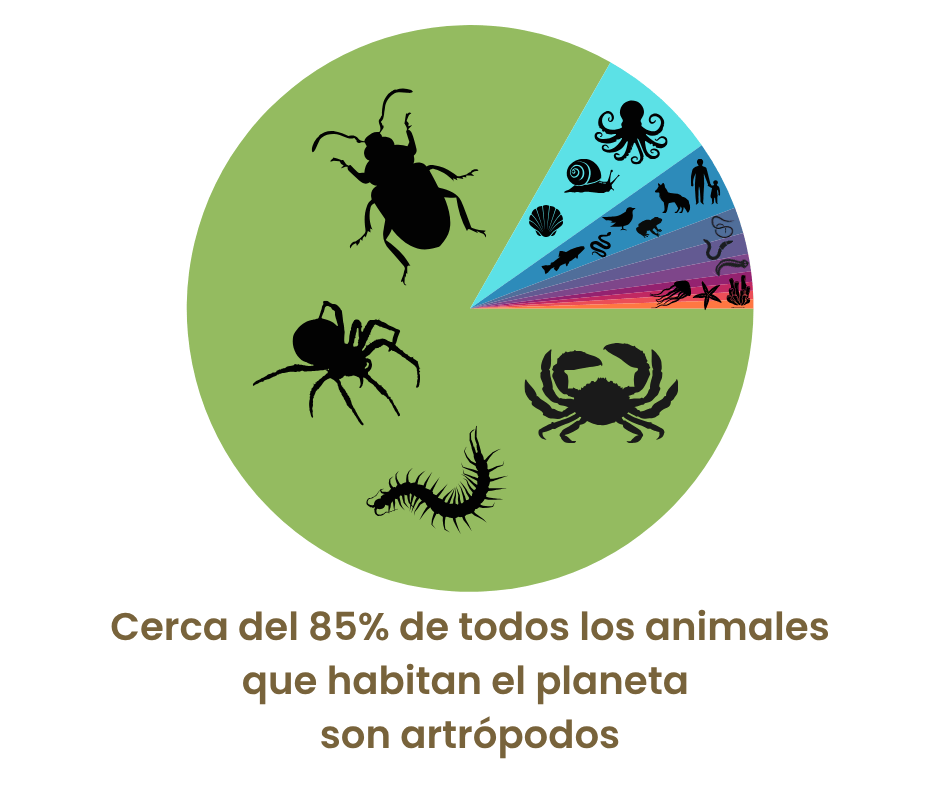 Cerca del 85% de todos los animales
que habitan el planeta
son artrópodos